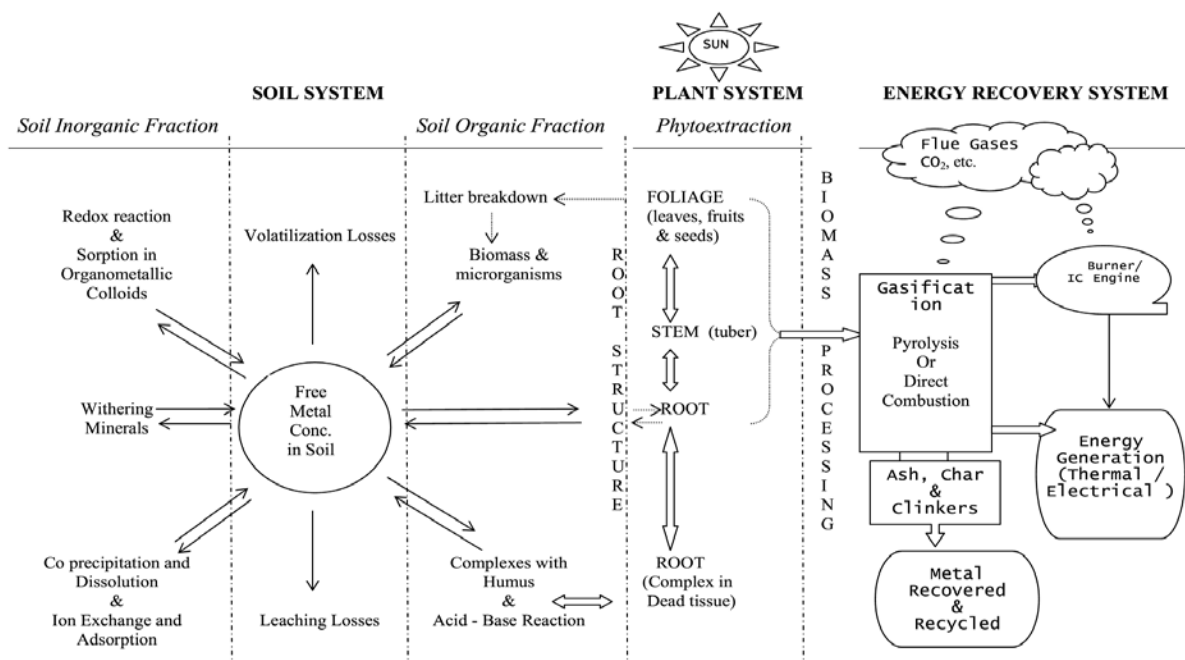 SUN
SOIL SYSTEM
PLANT SYSTEM
ENERGY RECOVERY SYSTEM
Soil Inorganic Fraction
Soil Organic Fraction
Phytoextraction
Redox reaction
&
Sorption in
Organometallic
Colloids
Withering
Minerals
Co precipitation and
Dissolution
&
Ion Exchange and
Adsorption
Volatilization Losses
Free
Metal
Conc.
in Soil
Leaching Losses
Litter breakdown
Biomass &
microrganisms
Complexes with
Humus
&
Acid - Base Reaction
ROOT STRUCTURE
FOLIAGE
(leaves, fruits
& seeds)
STEM (tuber)
ROOT
ROOT
(Complex in
Dead tissue)
BIOMASS PROCESSING
Flue Gases
CO₂, etc.
Gasificat
ion
Pyrolysis
Or
Direct
Combustion
Burner/
IC Engine
Energy
Generation
(Thermal /
Electrical )
Ash, Char
&
Clinkers
Metal
Recovered
&
Recycled